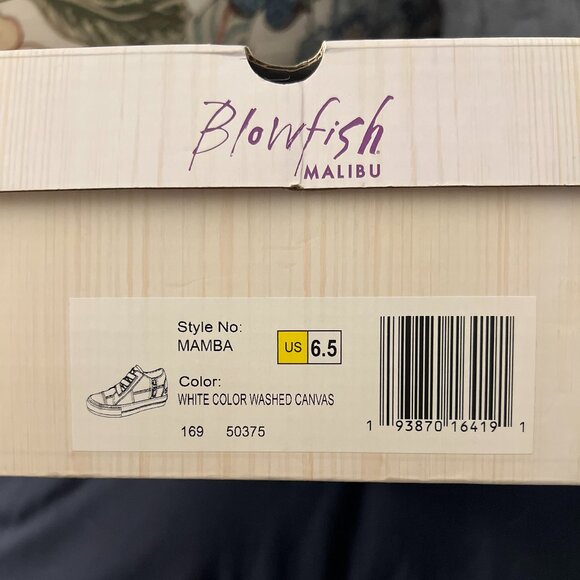 Blowfish
MALIBU
Style No:
MAMBA
US 6.5
Color:
WHITE COLOR WASHED CANVAS
169 50375
1 93870 16419 1